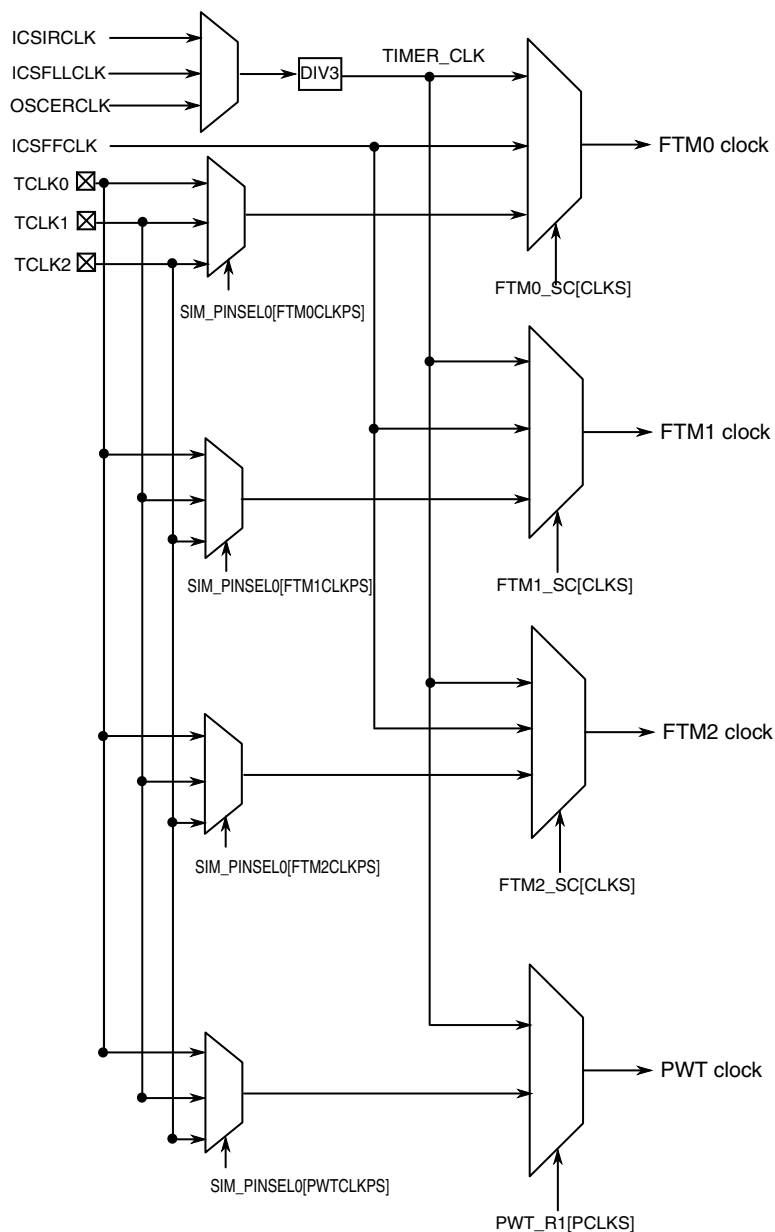 ICSIRCLK
ICSFLLCLK
OSCERCLK
DIV3
TIMER_CLK
ICSFFCLK
FTM0 clock
TCLK0
TCLK1
TCLK2
FTM0_SC[CLKS]
SIM_PINSEL0[FTM0CLKPS]
FTM1 clock
SIM_PINSEL0[FTM1CLKPS]
FTM1_SC[CLKS]
FTM2 clock
SIM_PINSEL0[FTM2CLKPS]
FTM2_SC[CLKS]
PWT clock
SIM_PINSEL0[PWTCLKPS]
PWT_R1[PCLKS]